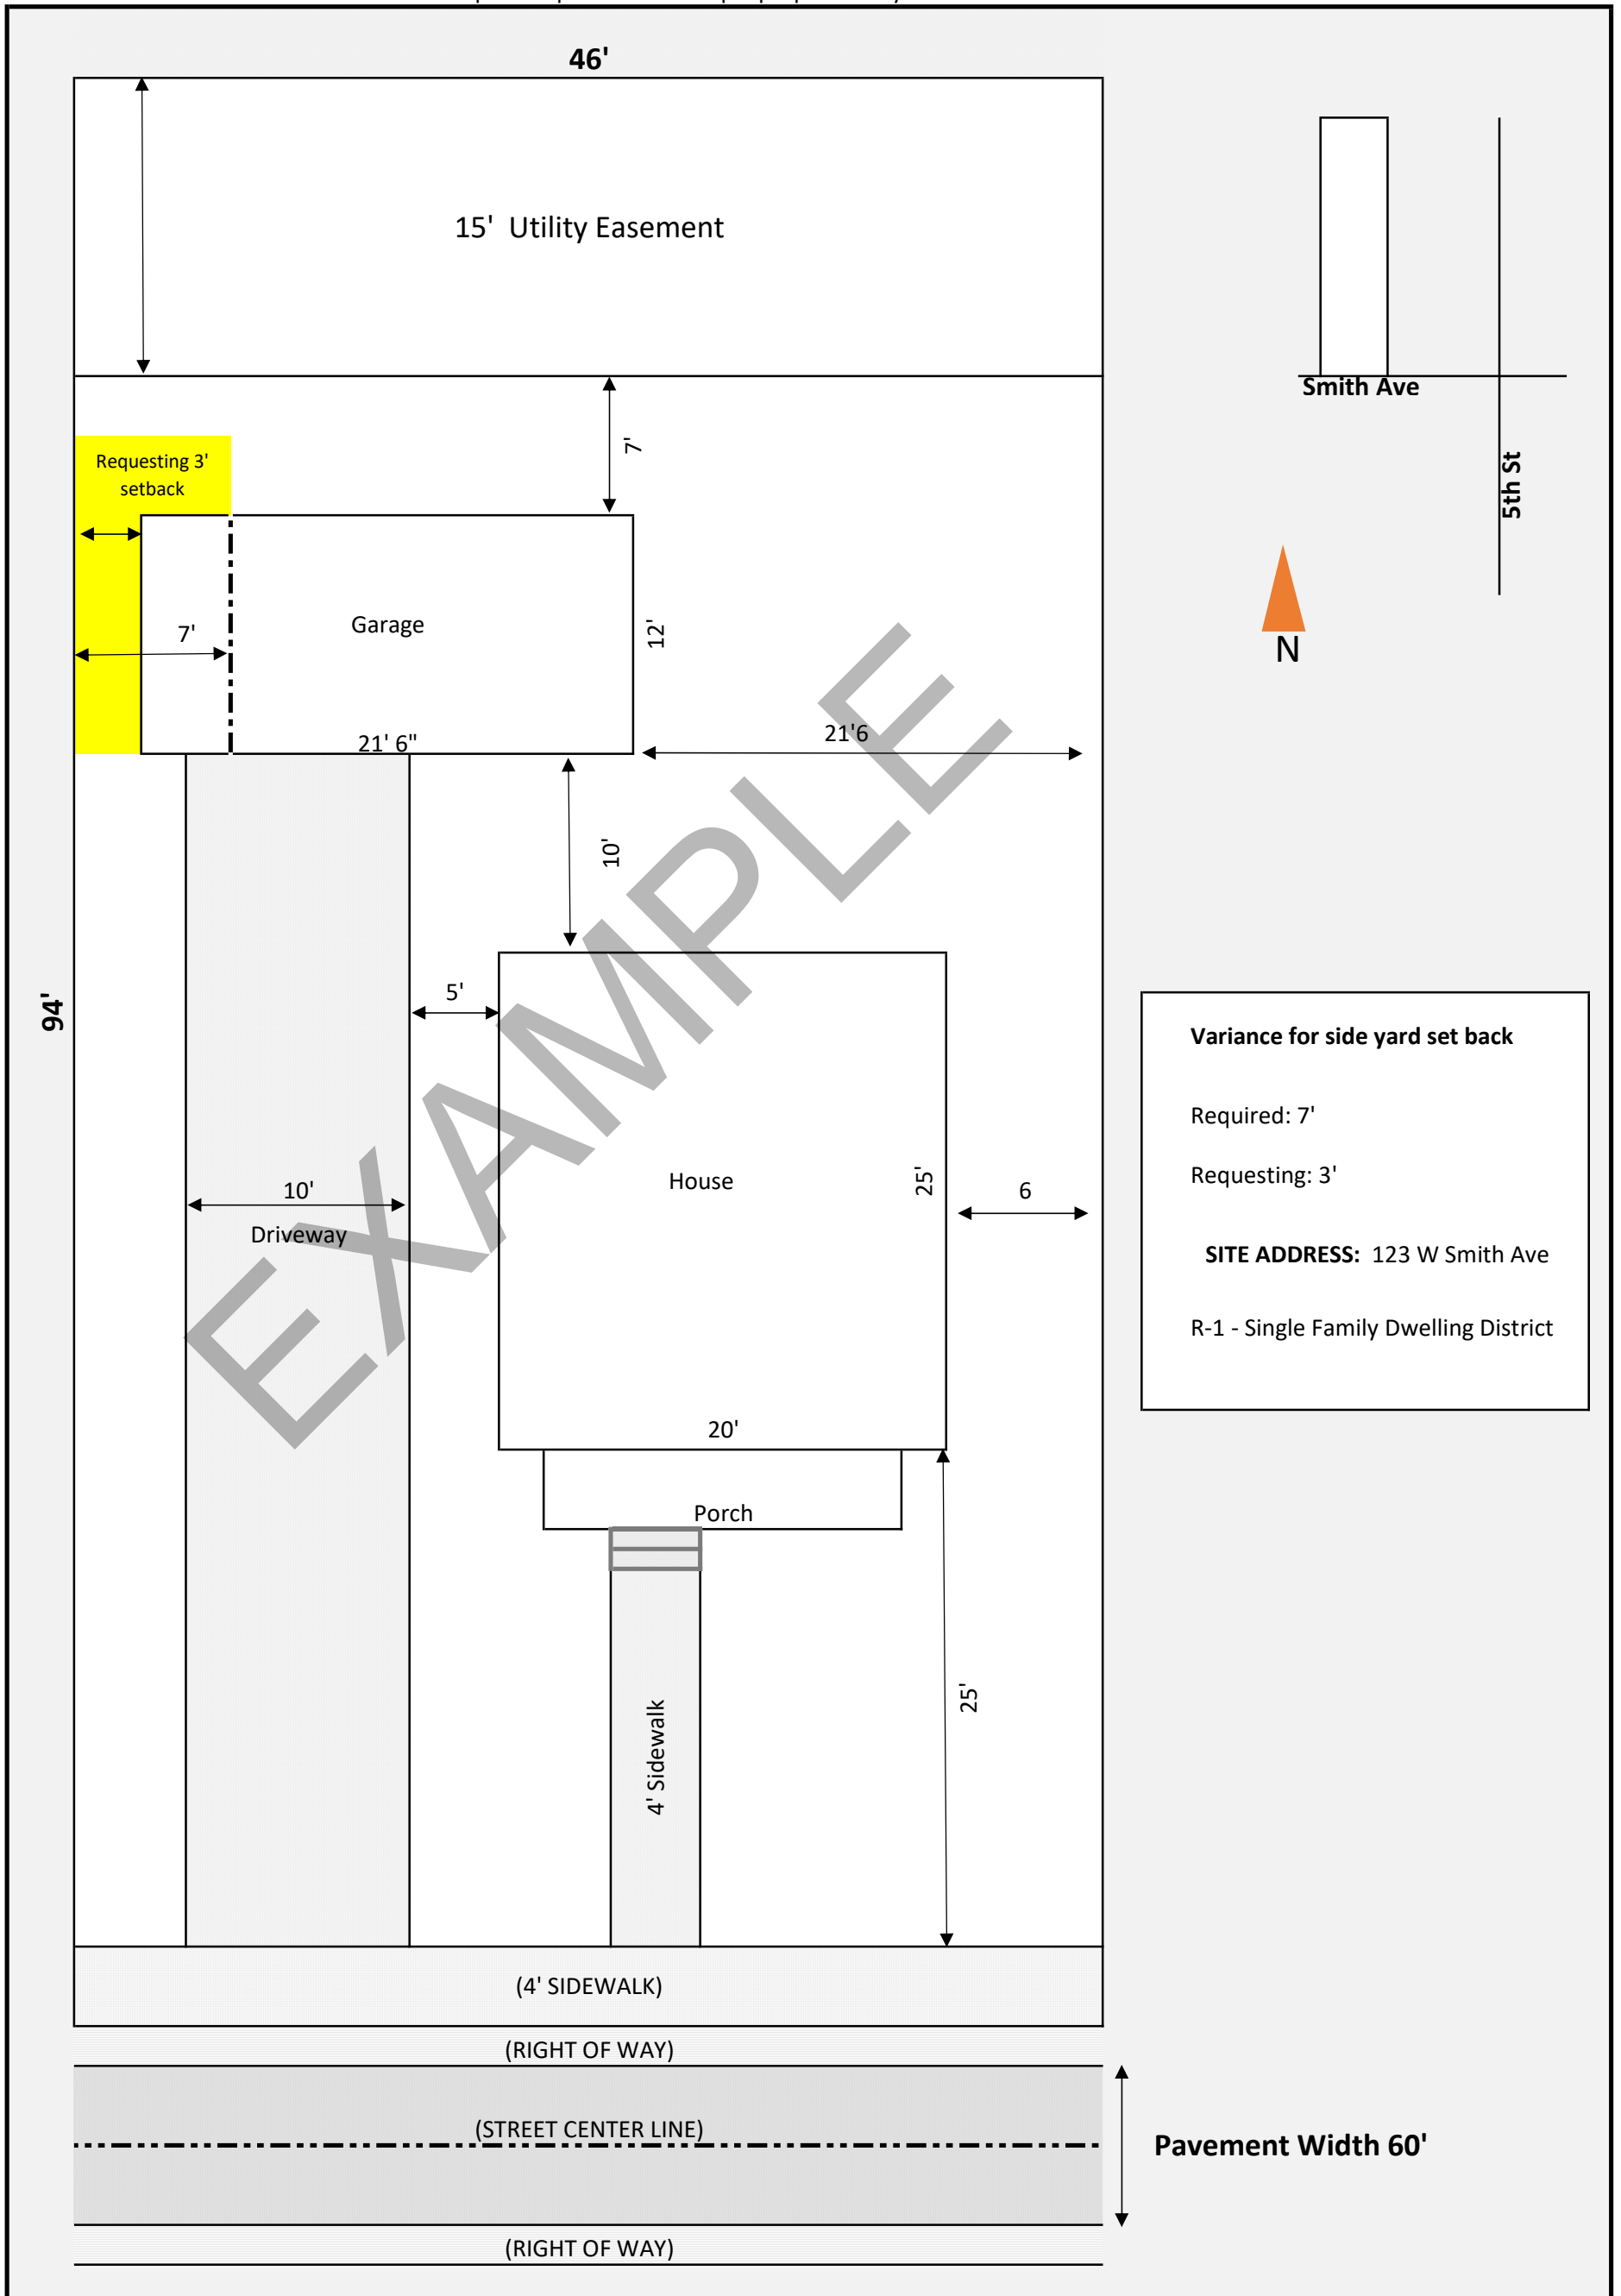 46'
15'  Utility Easement
Smith Ave
5th St
7'
Requesting 3'
setback
N
7'
Garage
12'
21' 6"
21'6
10'
94'
5'
EXAMPLE
House
25'
6
10'
Driveway
20'
Porch
25'
4' Sidewalk
Variance for side yard set back
Required: 7'
Requesting: 3'
SITE ADDRESS:  123 W Smith Ave
R-1 - Single Family Dwelling District
(4' SIDEWALK)
(RIGHT OF WAY)
(STREET CENTER LINE)
Pavement Width 60'
(RIGHT OF WAY)